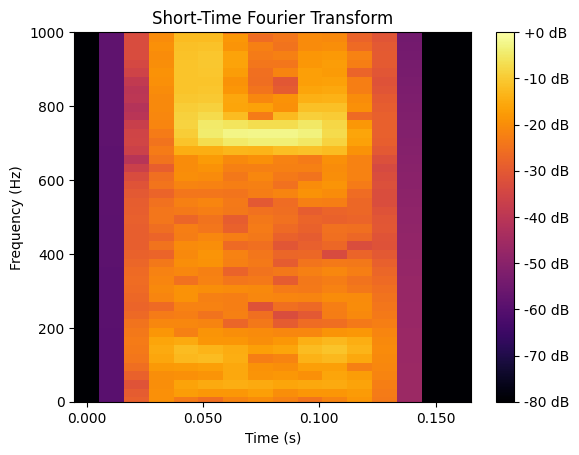 Short-Time Fourier Transform
1000
800
600
400
200
0
Frequency (Hz)
0.000
0.050
0.100
0.150
Time (s)
+0 dB
-10 dB
-20 dB
-30 dB
-40 dB
-50 dB
-60 dB
-70 dB
-80 dB